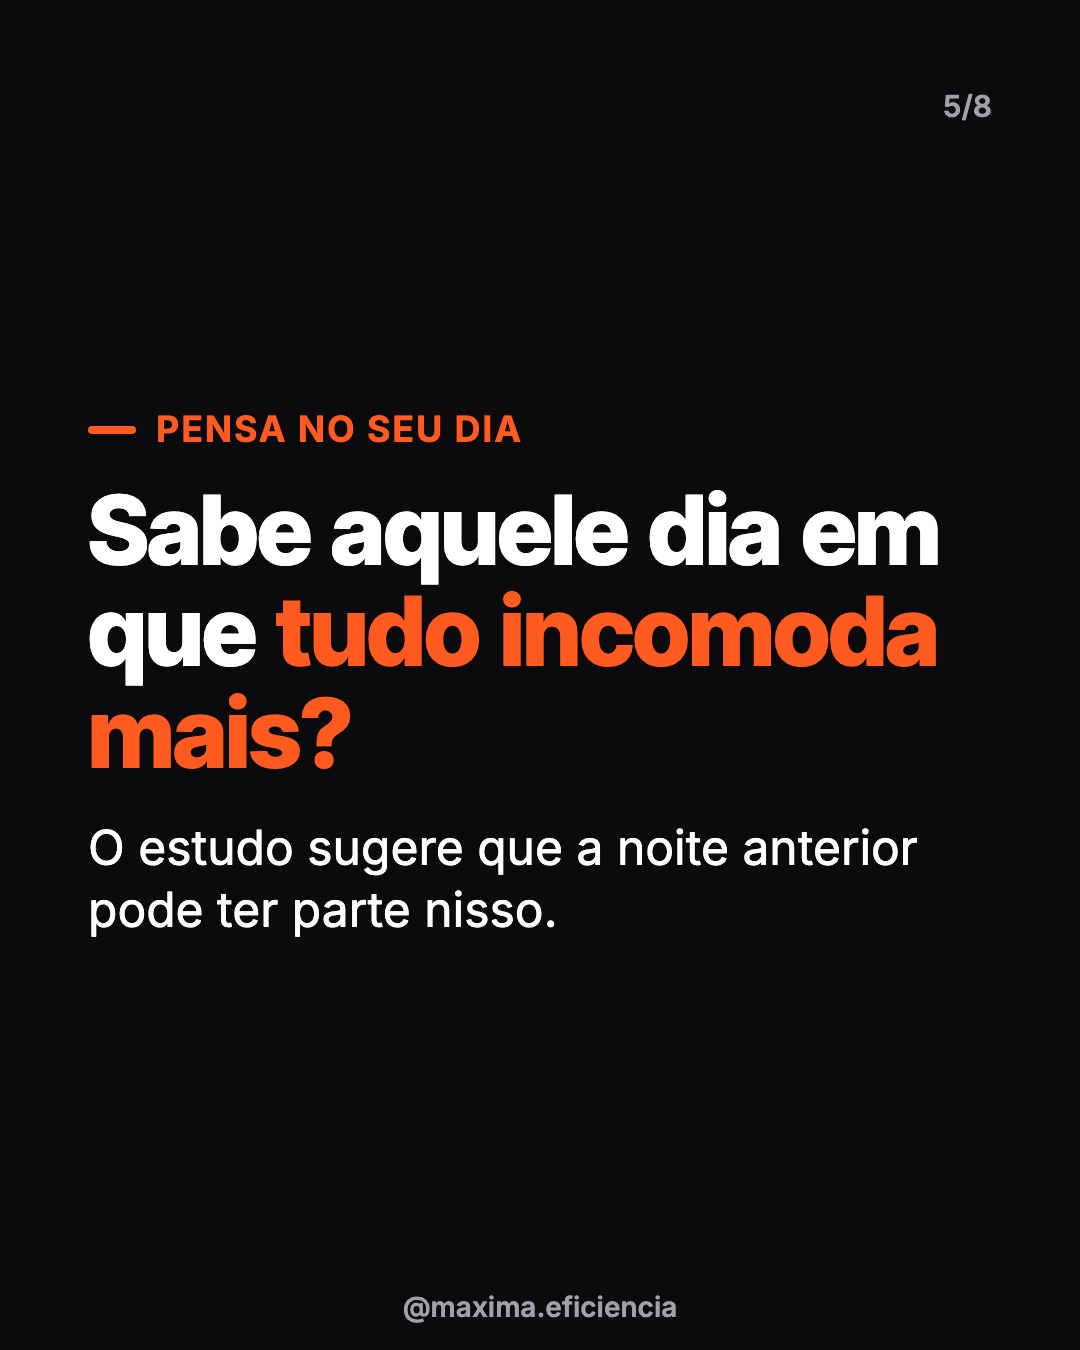 5/8
PENSA NO SEU DIA
Sabe aquele dia em
que tudo incomoda
mais?
O estudo sugere que a noite anterior
pode ter parte nisso.
@maxima.eficiencia